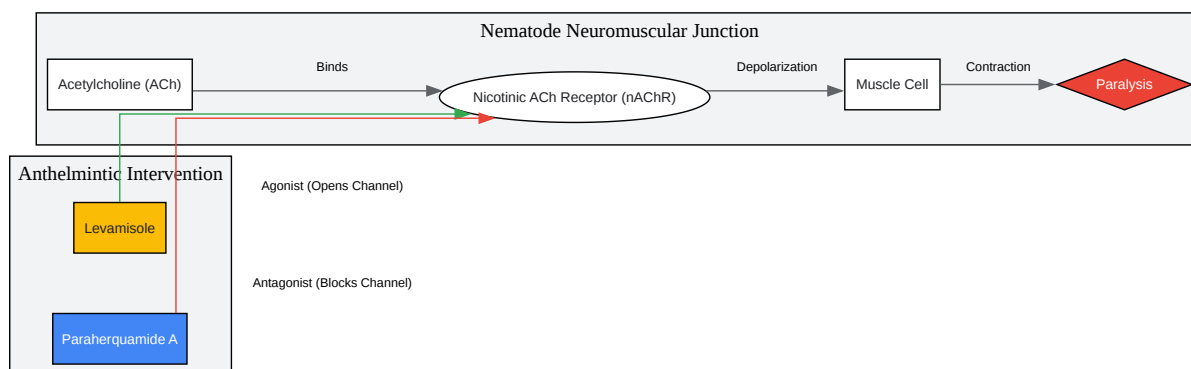 Nematode Neuromuscular Junction
Acetylcholine (ACh)
Binds
Nicotinic ACh Receptor (nAChR)
Depolarization
Muscle Cell
Contraction
Paralysis
Anthelmintic Intervention
Agonist (Opens Channel)
Levamisole
Antagonist (Blocks Channel)
Paraherquamide A